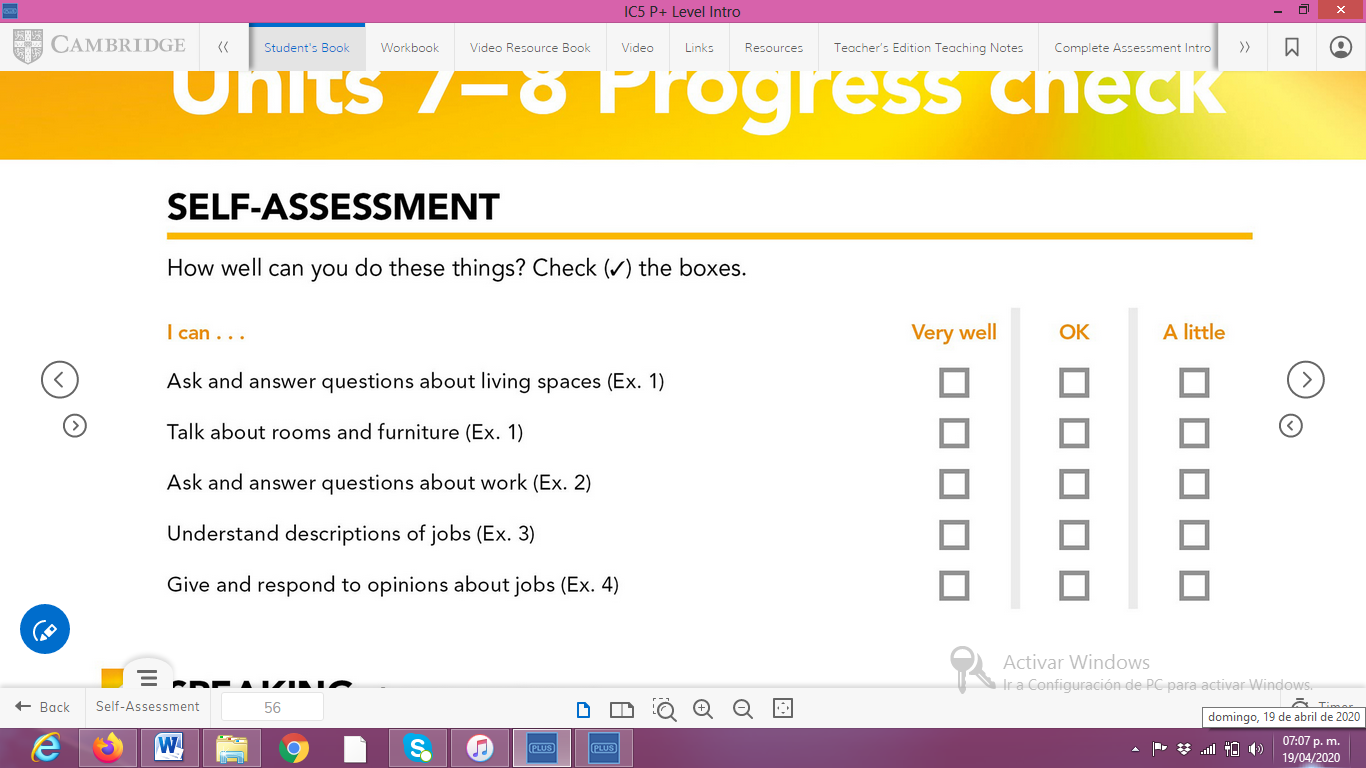 IC5 P+ Level Intro
CAMBRIDGE
Student's Book
Workbook
Video Resource Book
Video
Links
Resources
Teacher's Edition Teaching Notes
Complete Assessment Intro
Units 7–8 Progress check
SELF-ASSESSMENT
How well can you do these things? Check (✓) the boxes.
I can . . . Very well OK A little
Ask and answer questions about living spaces (Ex. 1)
Talk about rooms and furniture (Ex. 1)
Ask and answer questions about work (Ex. 2)
Understand descriptions of jobs (Ex. 3)
Give and respond to opinions about jobs (Ex. 4)
Activar Windows
Ir a Configuración de PC para activar Windows.
SPEAKING
Back
Self-Assessment
56
Timer
domingo, 19 de abril de 2020
PLUS
PLUS
07:07 p. m.
19/04/2020